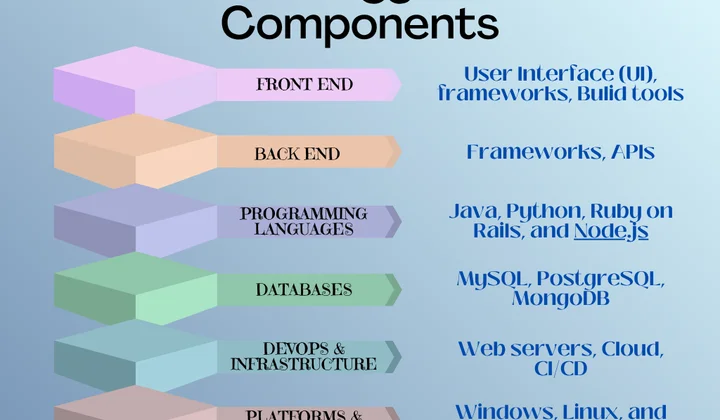 Components
FRONT END
User Interface (UI),
frameworks, Bulid tools
BACK END
Frameworks, APIs
PROGRAMMING
LANGUAGES
Java, Python, Ruby on
Rails, and Node.js
DATABASES
MySQL, PostgreSQL,
MongoDB
DEVOPS &
INFRASTRUCTURE
Web servers, Cloud,
CI/CD
PLATFORMS &
Windows, Linux, and